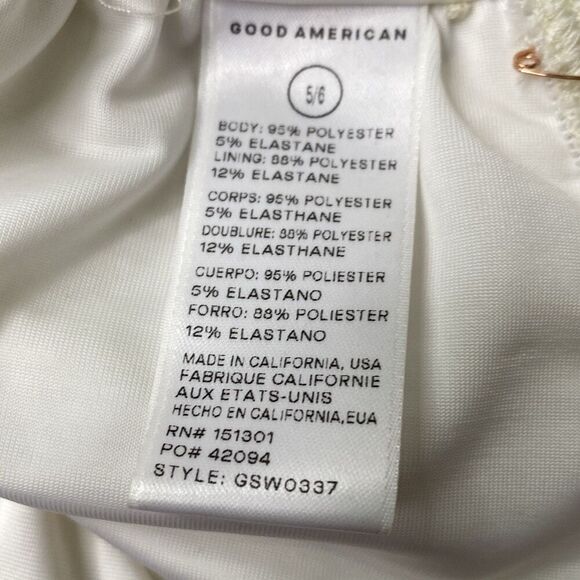 GOOD AMERICAN
5/6
BODY: 95% POLYESTER
5% ELASTANE
LINING: 88% POLYESTER
12% ELASTANE
CORPS: 95% POLYESTER
5% ELASTHANE
DOUBLURE: 88% POLYESTER
12% ELASTHANE
CUERPO: 95% POLIESTER
5% ELASTANO
FORRO: 88% POLIESTER
12% ELASTANO
MADE IN CALIFORNIA, USA
FABRIQUE CALIFORNIE
AUX ETATS-UNIS
HECHO EN CALIFORNIA,EUA
RN# 151301
PO# 42094
STYLE: GSW0337